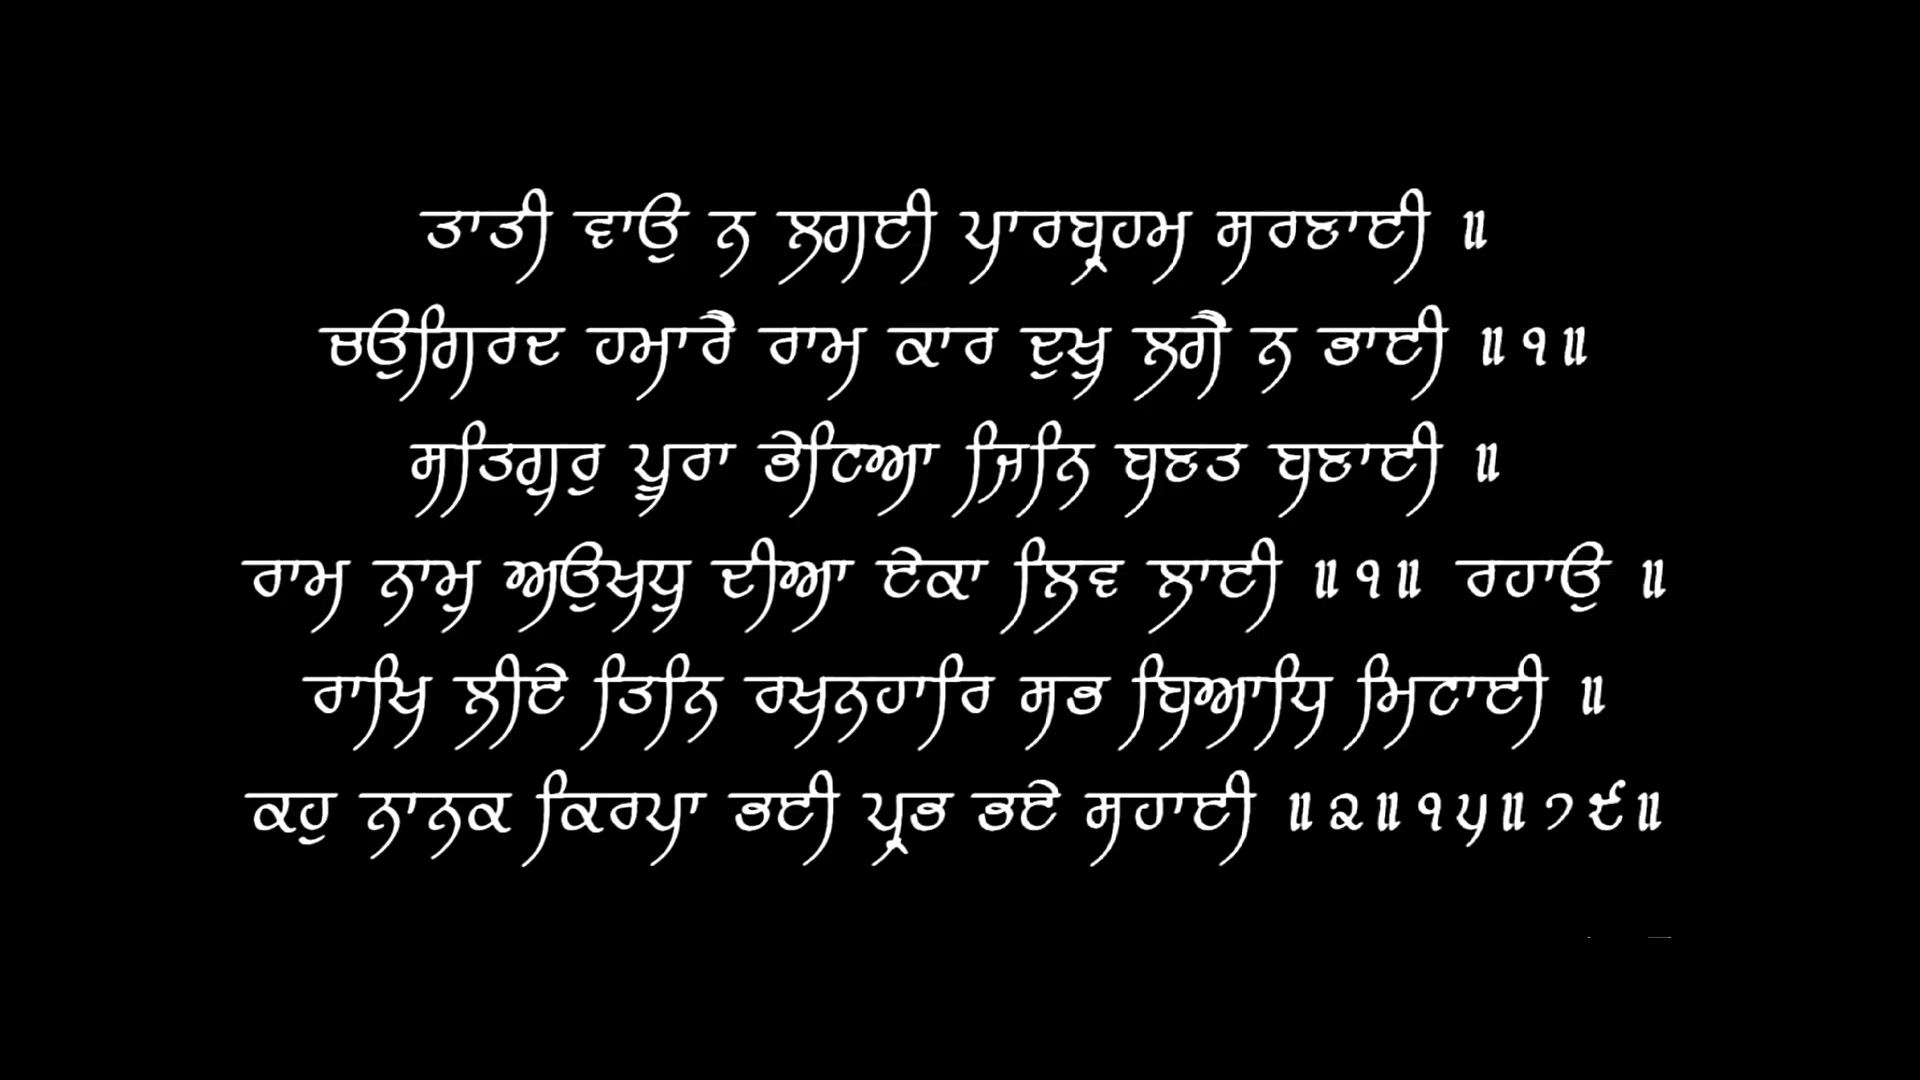 ਤਾਤੀ ਵਾਉ ਨ ਲਗਈ ਪਾਰਬ੍ਰਹਮ ਸਰਣਾਈ ॥
ਚਉਗਿਰਦ ਹਮਾਰੈ ਰਾਮ ਕਾਰ ਦੁਖੁ ਲਗੈ ਨ ਭਾਈ ॥੧॥
ਸਤਿਗੁਰੁ ਪੂਰਾ ਭੇਟਿਆ ਜਿਨਿ ਬਣਤ ਬਣਾਈ ॥
ਰਾਮ ਨਾਮੁ ਅਉਖਧੁ ਦੀਆ ਏਕਾ ਲਿਵ ਲਾਈ ॥੧॥ ਰਹਾਉ ॥
ਰਾਖਿ ਲੀਏ ਤਿਨਿ ਰਖਨਹਾਰਿ ਸਭ ਬਿਆਧਿ ਮਿਟਾਈ ॥
ਕਹੁ ਨਾਨਕ ਕਿਰਪਾ ਭਈ ਪ੍ਰਭ ਭਏ ਸਹਾਈ ॥੨॥੧੫॥੭੯॥